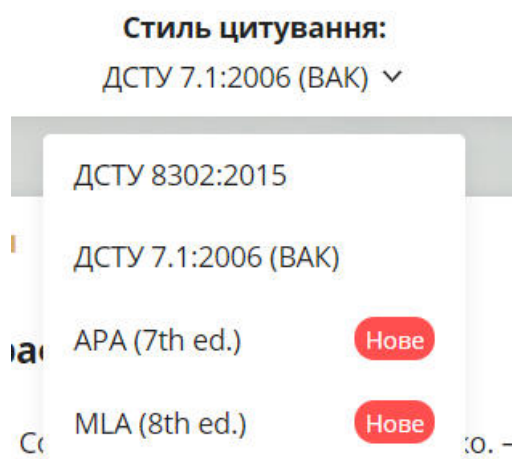 Стиль цитування:
ДСТУ 7.1:2006 (ВАК)
ДСТУ 8302:2015
ДСТУ 7.1:2006 (ВАК)
APA (7th ed.) Нове
MLA (8th ed.) Нове